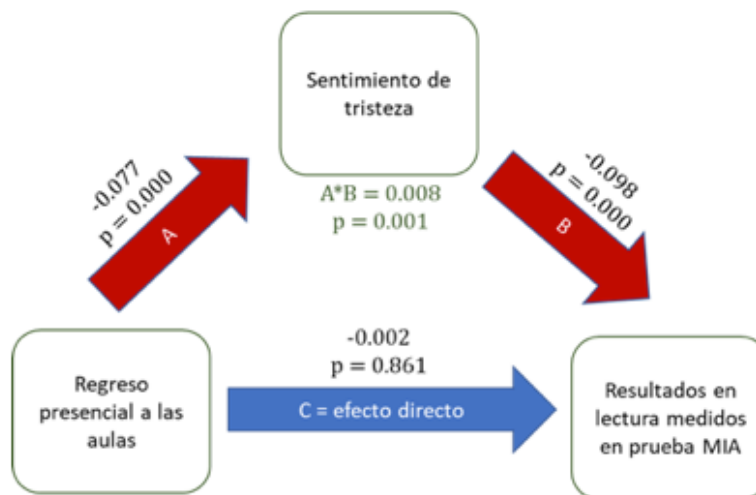 Sentimiento de
tristeza
-0.077
p = 0.000
A
A*B = 0.008
p = 0.001
-0.098
p = 0.000
B
Regreso
presencial a las
aulas
-0.002
p = 0.861
C = efecto directo
Resultados en
lectura medidos
en prueba MIA